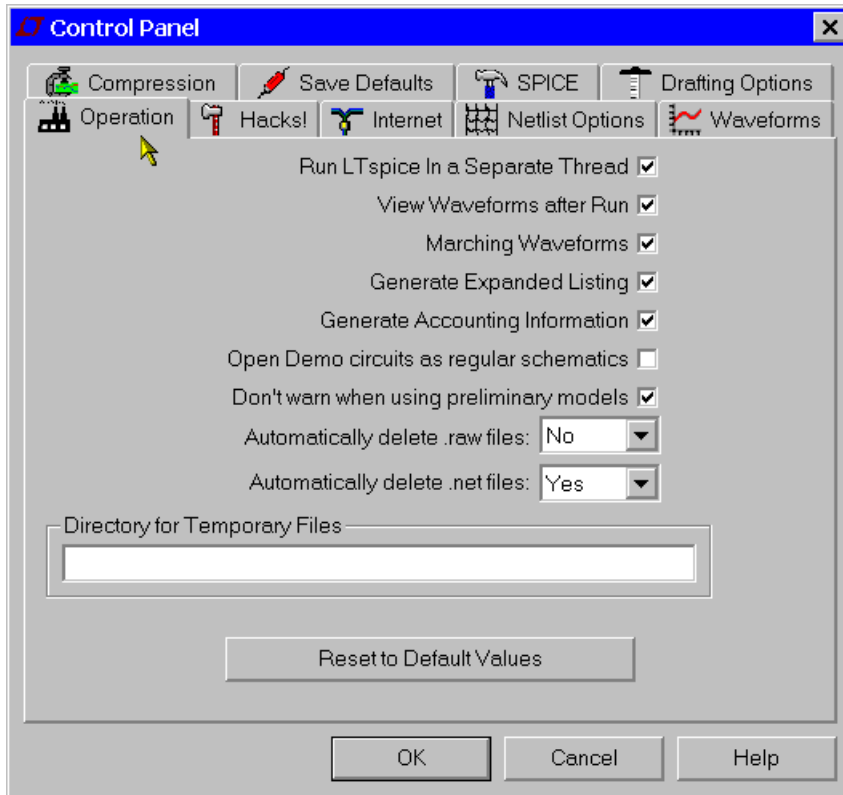 Control Panel
Compression Save Defaults SPICE Drafting Options
Operation Hacks! Internet Netlist Options Waveforms
Run LTspice In a Separate Thread
View Waveforms after Run
Marching Waveforms
Generate Expanded Listing
Generate Accounting Information
Open Demo circuits as regular schematics
Don't warn when using preliminary models
Automatically delete .raw files: No
Automatically delete .net files: Yes
Directory for Temporary Files
Reset to Default Values
OK Cancel Help